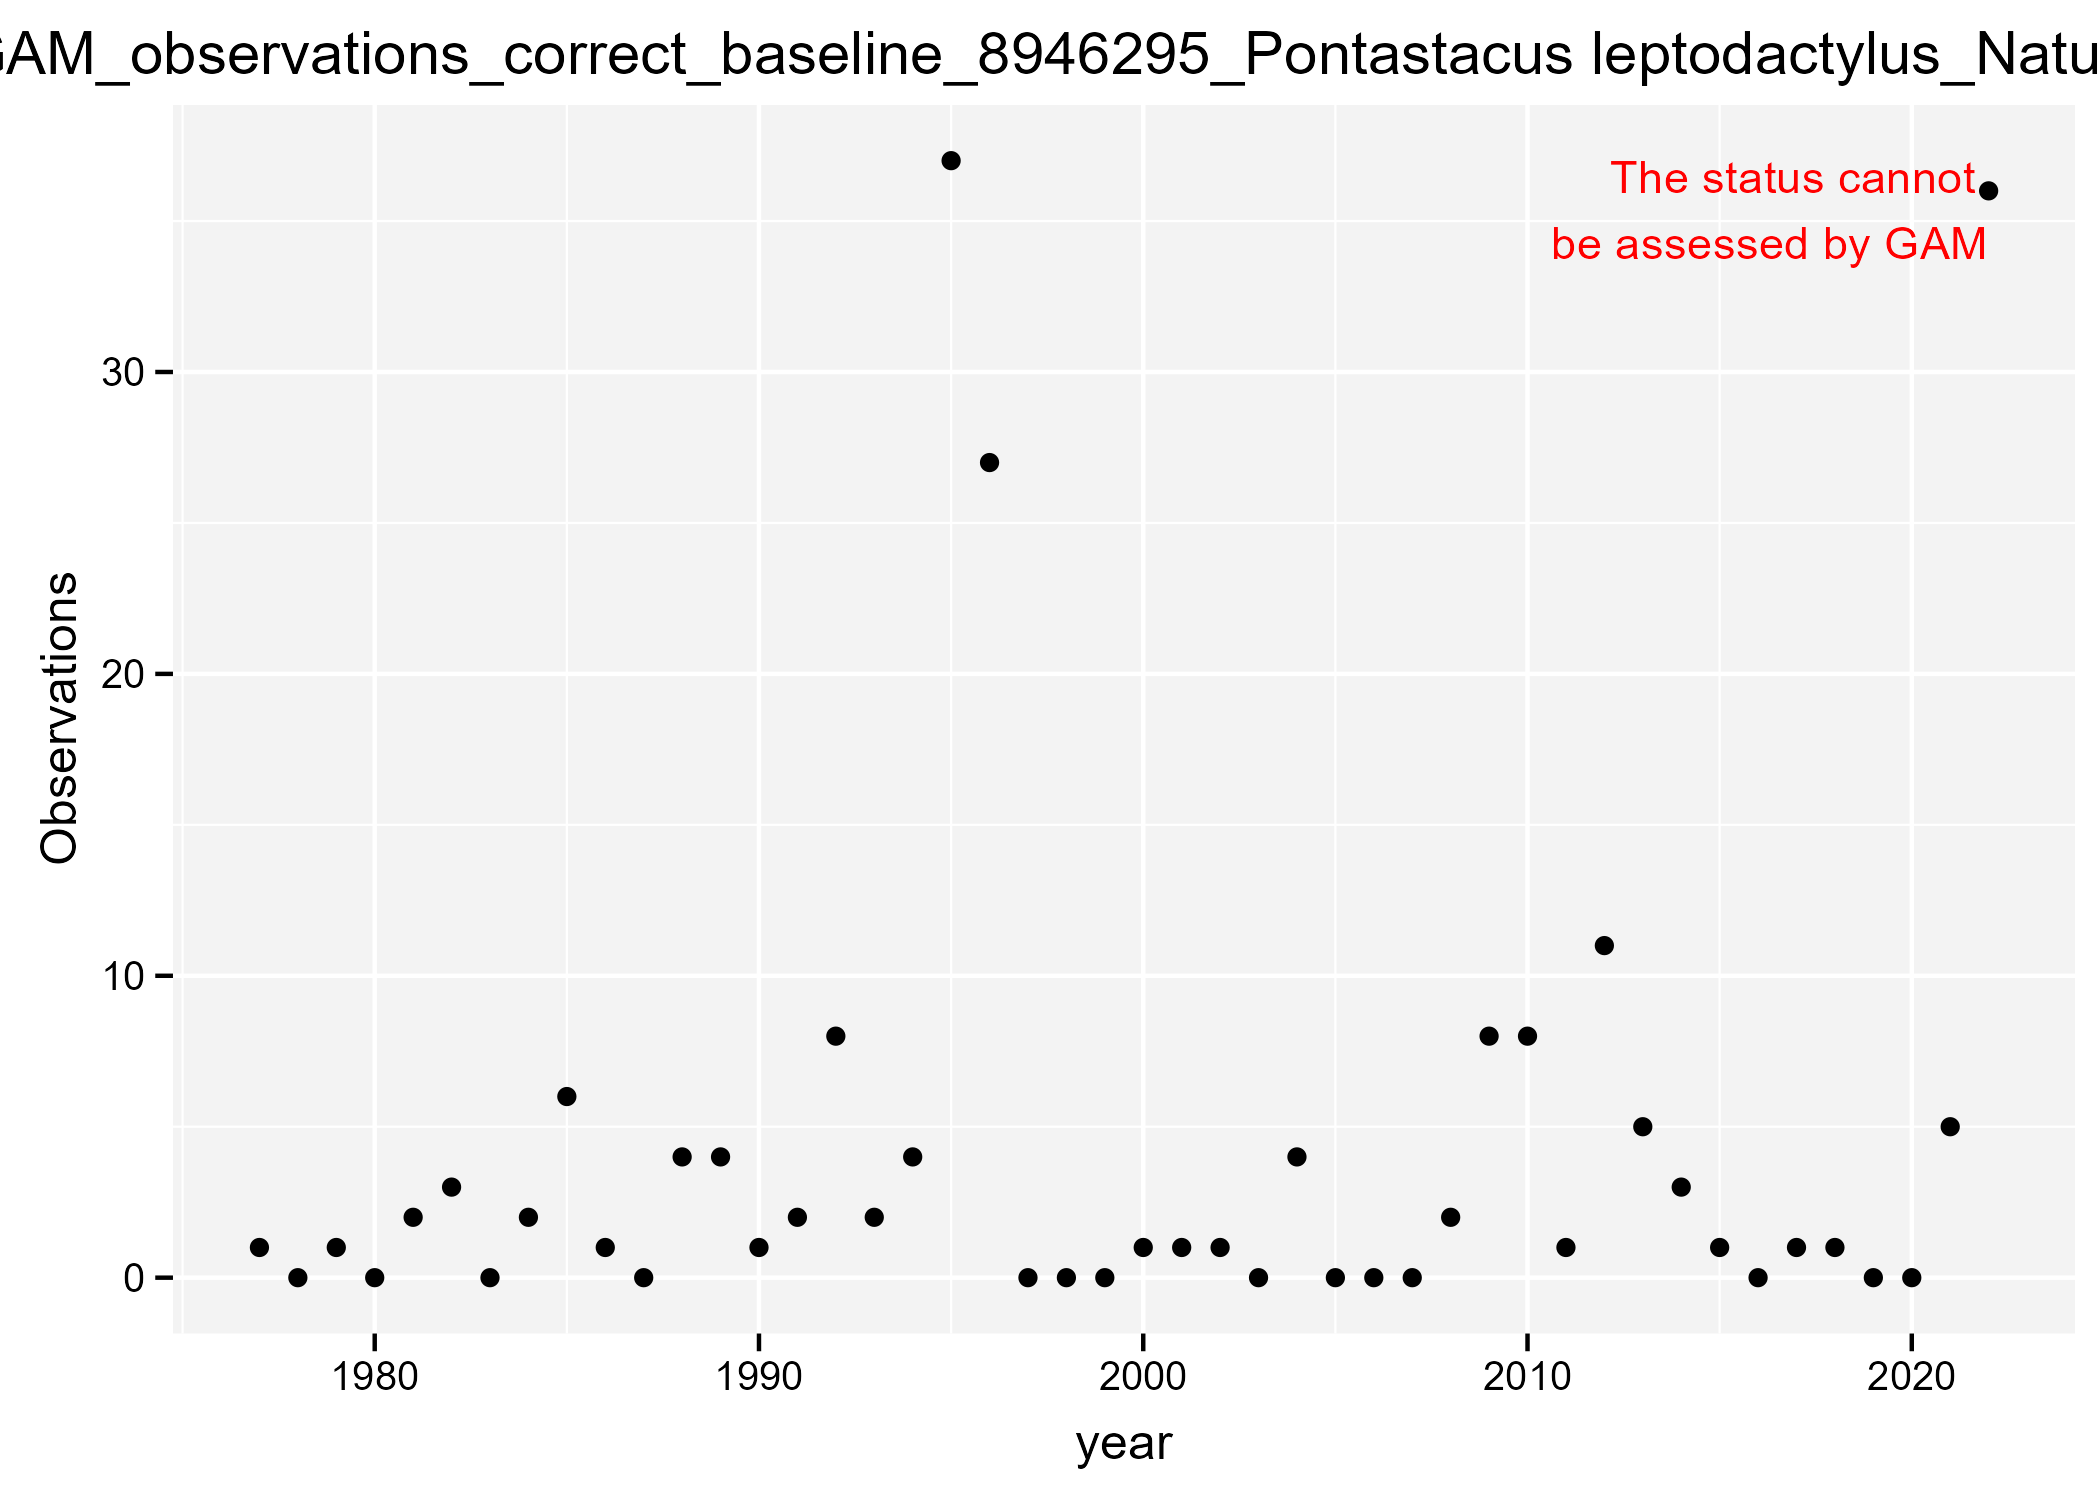 GAM_observations_correct_baseline_8946295_Pontastacus leptodactylus_Natu
The status cannot
be assessed by GAM
30
20
10
0
Observations
1980 1990 2000 2010 2020
year